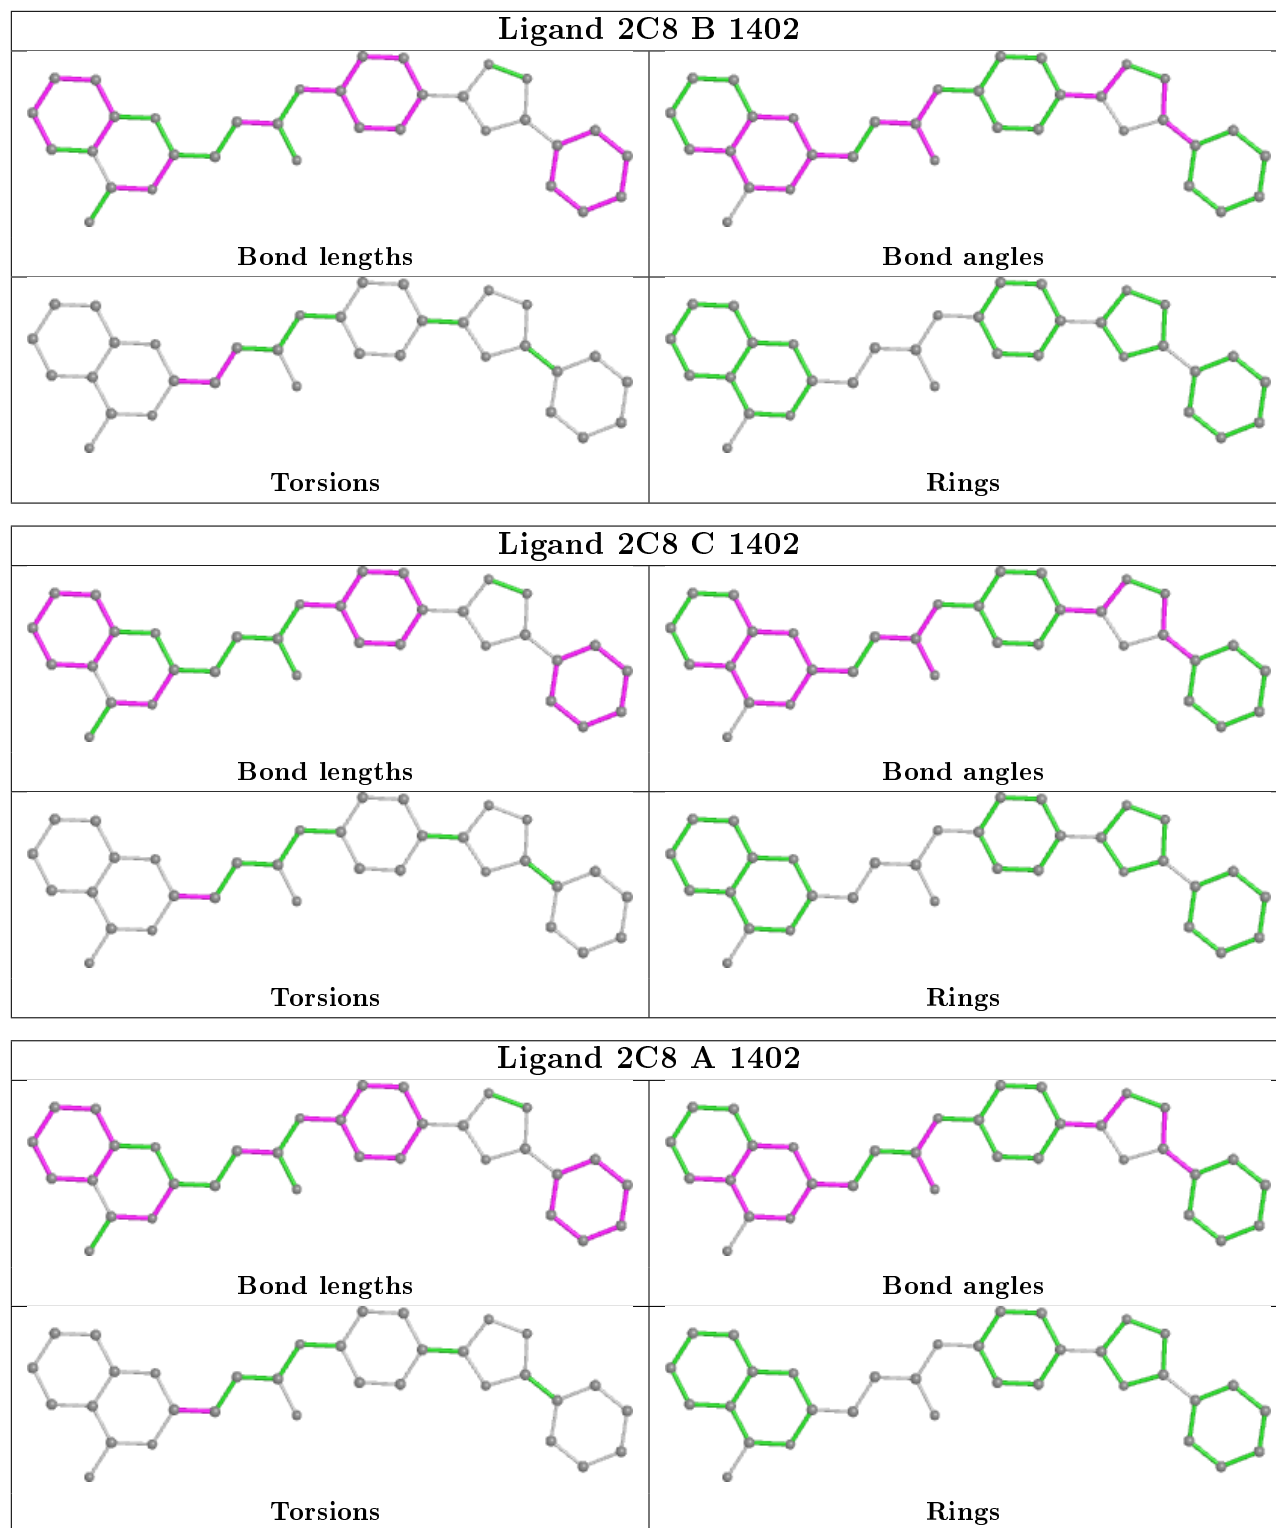 Ligand 2C8 B 1402
Bond lengths
Bond angles
Torsions
Rings
Ligand 2C8 C 1402
Bond lengths
Bond angles
Torsions
Rings
Ligand 2C8 A 1402
Bond lengths
Bond angles
Torsions
Rings